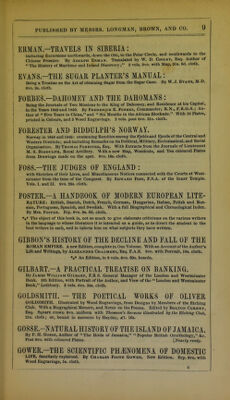 PUBLISHED BY MESSRS. LONGMAN, BROWN, AND CO. 9
ERMAN.—TRAVELS IN SIBERIA:
Including Excursions northwards, down the Obi, to the Polar Circle, and southwards to the
Chinese Frontier. By Adolph Erman. Translated by W. D. Cooley, Esq. Author of
"The History of Maritime and Inland Discovery." 2 vols. 8vo. with Map, 31s. 6d. cloth.
EVANS.—THE SUGAR PLANTER'S MANUAL:
Being a Treatise on the Art of obtaining Sugar from the Sugar Cane. By W. J. Evans, M.D.
8vo. 9s. cloth.
FORBES.—DAHOMEY AND THE DAHOMANS:
Being the Journals of Two Missions to the King of Dahomey, and Residence at his Capital,
in the Years 1849 and 1850. By Frederick E. Forbes, Commander, R.N., F.R.G.S.; Au-
thor of "Five Years in China," and "Six Months in the African Blockade." With 10 Plates,
printed in Colours, and 3 Wood Engravings. 2 vols. post 8vo. 21s. cloth.
FORESTER AND BIDDULPH'S NORWAY.
Norway in 1848 and 1849: containing Rambles among the Fjelds and Fjords of the Central and
Western Districts; and including Remarks on its Political, Military, Ecclesiastical, and Social
Organisation. By Thomas Forester, Esq. With Extracts from the Journals of Lieutenant
M. S. Biddulph, Royal Artillery. With a new Map, Woodcuts, and Ten coloured Plates
from Drawings made on the spot. 8vo. 18s. cloth.
FOSS.—THE JUDGES OF ENGLAND:
with Sketches of their Lives, and Miscellaneous Notices connected with the Courts at West-
minster from the time of the Conquest. By Edward Foss, F.S.A. of the Inner Temple.
Vols. I. and II. 8vo. 28s. cloth.
FOSTER.—A HANDBOOK OF MODERN EUROPEAN LITE-
RATURE: British, Danish, Dutch, French, German, Hungarian, Italian, Polish and Rus-
sian, Portuguese, Spanish, and Swedish. With a full Biographical and Chronological Index.
By Mrs. Foster. Fcp. 8vo. 8s. 6d. cloth.
*** The object of this book is, not so much to give elaborate criticisms on the various writers
in the language to whose literature it is intended as a guide, as to direct the student to the
best writers in each, and to inform him on what subjects they have written.
GIBBON'S HISTORY OF THE DECLINE AND FALL OF THE
ROMAN EMPIRE. A new Edition, complete in One Volume. With an Account of the Author's
Life and Writings, by Alexander Chalmers, Esq. F.A.S. 8vo. with Portrait, 18s. cloth.
*** An Edition, in 8 vols. 8vo. 60s. boards.
GILBART.—A PRACTICAL TREATISE ON BANKING.
By James William Gilbart, F.R.S. General Manager of the London and Westminster
Bank. 5th Edition, with Portrait of the Author, and View of the "London and Westminster
Bank," Lothbury. 2 vols. 8vo. 24s. cloth.
GOLDSMITH. — THE POETICAL WORKS OF OLIVER
GOLDSMITH. Illustrated by Wood Engravings, from Designs by Members of the Etching
Club. With a Biographical Memoir, and Notes on the Poems. Edited by Bolton Corney,
Esq. Square crown 8vo. uniform with Thomson's Seasons illustrated by the Etching Club,
21s. cloth; or, bound in morocco by Hayday, £1. 16s.
GOSSE.—NATURAL HISTORY OF THE ISLAND OF JAMAICA.
By P. H. Gosse, Author of "The Birds of Jamaica," "Popular British Ornithology," &c.
Post 8vo. with coloured Plates. [Nearly ready.
GOWER.—THE SCIENTIFIC PHENOMENA OF DOMESTIC
LIFE, familiarly explained. By Charles Foote Gower. New Edition. Fcp. 8vo. with
Wood Engravings, 5s. cloth.